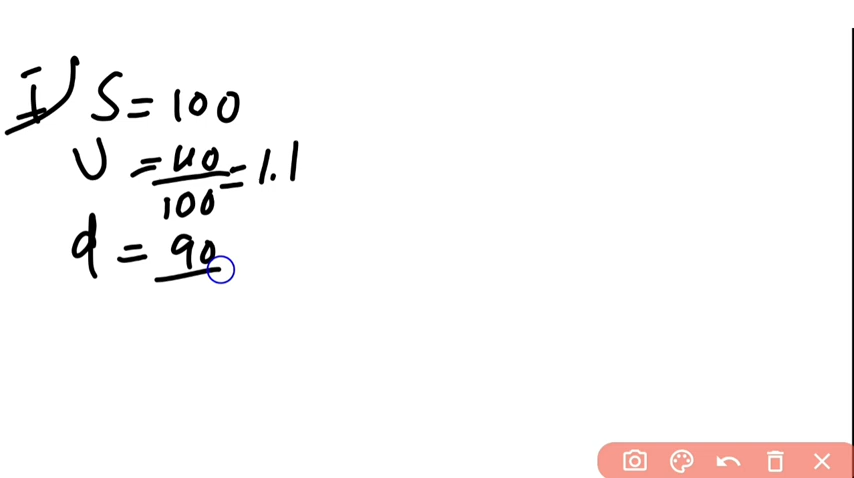 I) S = 100
U = 110/100 = 1.1
d = 90